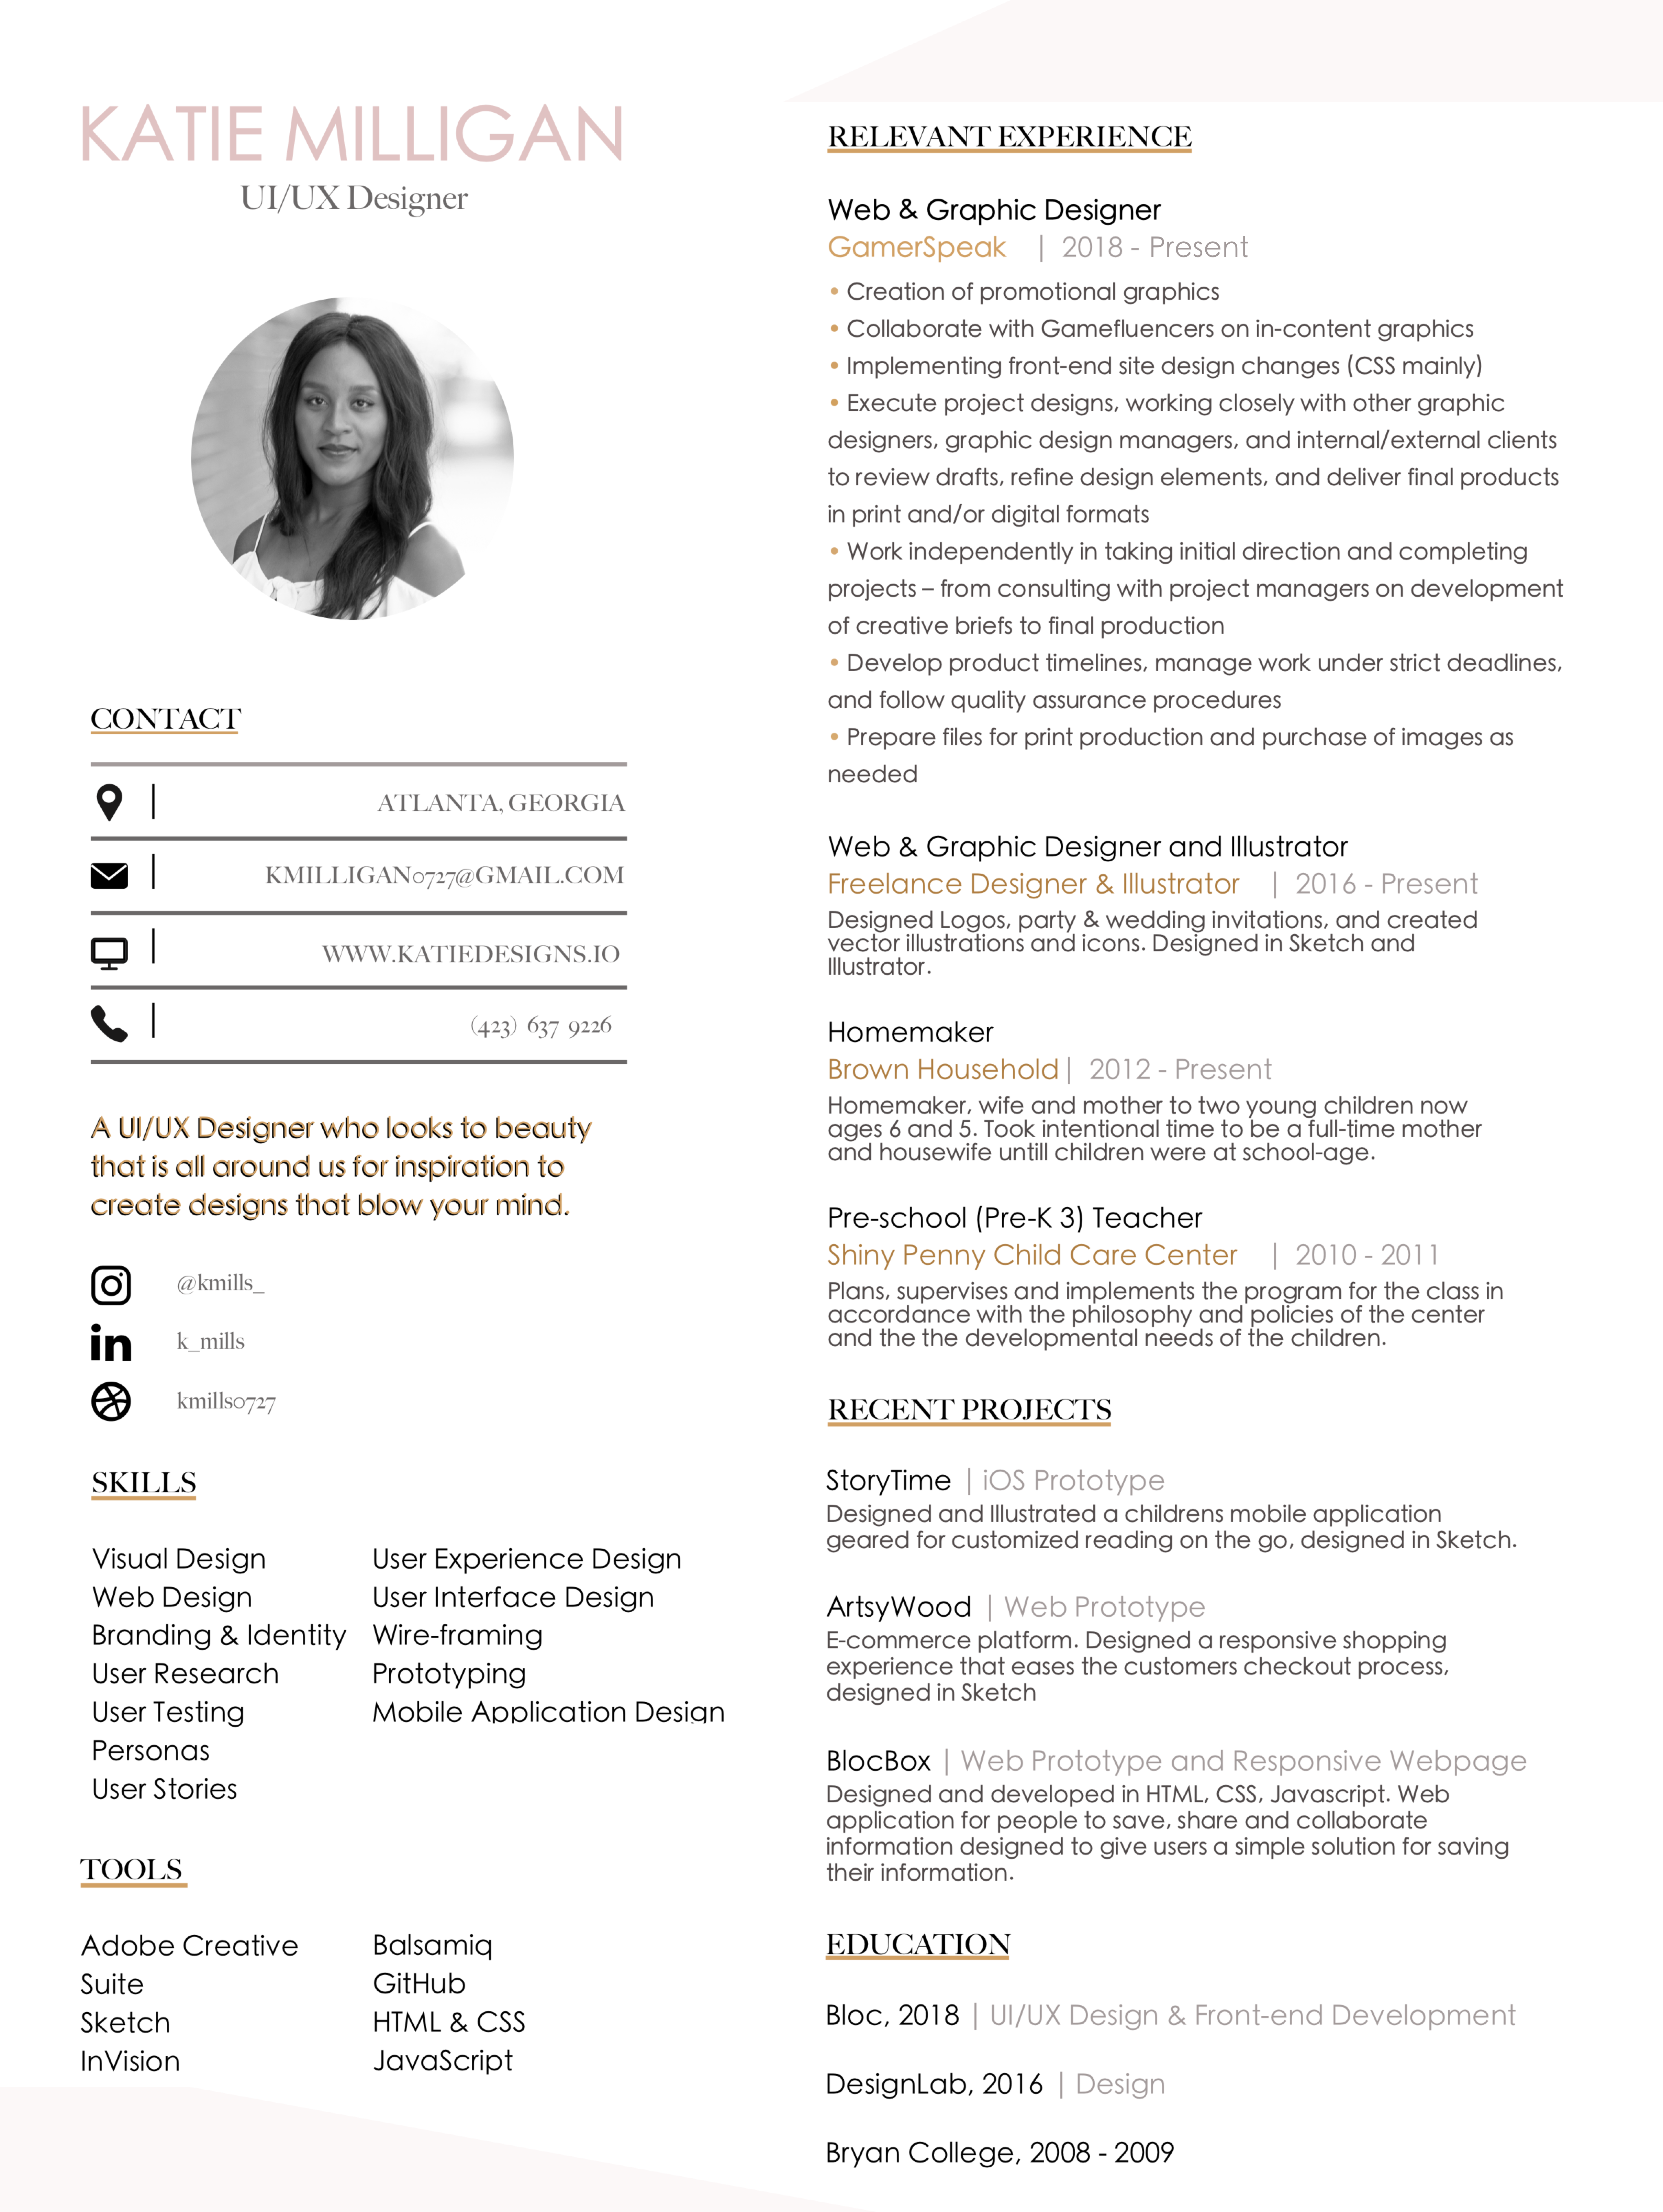 KATIE MILLIGAN
UI/UX Designer
CONTACT
ATLANTA, GEORGIA
KMILLIGAN0727@GMAIL.COM
WWW.KATIEDESIGNS.IO
(423) 637 9226
A UI/UX Designer who looks to beauty
that is all around us for inspiration to
create designs that blow your mind.
@kmills_
in
k_mills
kmills0727
SKILLS
Visual Design
Web Design
Branding & Identity
User Research
User Testing
Personas
User Stories
User Experience Design
User Interface Design
Wire-framing
Prototyping
Mobile Application Design
TOOLS
Adobe Creative
Suite
Sketch
InVision
Balsamiq
GitHub
HTML & CSS
JavaScript
RELEVANT EXPERIENCE
Web & Graphic Designer
GamerSpeak | 2018 - Present
• Creation of promotional graphics
• Collaborate with Gamefluencers on in-content graphics
• Implementing front-end site design changes (CSS mainly)
• Execute project designs, working closely with other graphic
designers, graphic design managers, and internal/external clients
to review drafts, refine design elements, and deliver final products
in print and/or digital formats
• Work independently in taking initial direction and completing
projects – from consulting with project managers on development
of creative briefs to final production
• Develop product timelines, manage work under strict deadlines,
and follow quality assurance procedures
• Prepare files for print production and purchase of images as
needed
Web & Graphic Designer and Illustrator
Freelance Designer & Illustrator | 2016 - Present
Designed Logos, party & wedding invitations, and created
vector illustrations and icons. Designed in Sketch and
Illustrator.
Homemaker
Brown Household | 2012 - Present
Homemaker, wife and mother to two young children now
ages 6 and 5. Took intentional time to be a full-time mother
and housewife untill children were at school-age.
Pre-school (Pre-K 3) Teacher
Shiny Penny Child Care Center | 2010 - 2011
Plans, supervises and implements the program for the class in
accordance with the philosophy and policies of the center
and the the developmental needs of the children.
RECENT PROJECTS
StoryTime | iOS Prototype
Designed and Illustrated a childrens mobile application
geared for customized reading on the go, designed in Sketch.
ArtsyWood | Web Prototype
E-commerce platform. Designed a responsive shopping
experience that eases the customers checkout process,
designed in Sketch
BlocBox | Web Prototype and Responsive Webpage
Designed and developed in HTML, CSS, Javascript. Web
application for people to save, share and collaborate
information designed to give users a simple solution for saving
their information.
EDUCATION
Bloc, 2018 | UI/UX Design & Front-end Development
DesignLab, 2016 | Design
Bryan College, 2008 - 2009